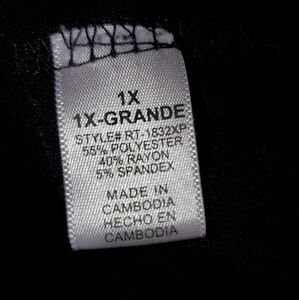 1X
1X-GRANDE
STYLE# RT-1832XP
55% POLYESTER
40% RAYON
5% SPANDEX
MADE IN
CAMBODIA
HECHO EN
CAMBODIA